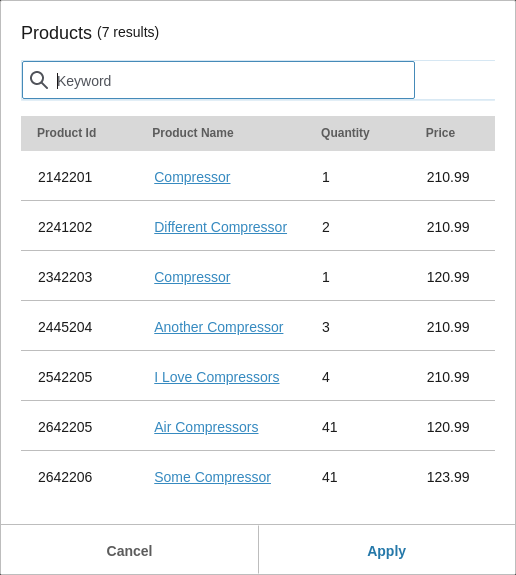 Products (7 results)
Keyword
Product Id Product Name Quantity Price
2142201 Compressor 1 210.99
2241202 Different Compressor 2 210.99
2342203 Compressor 1 120.99
2445204 Another Compressor 3 210.99
2542205 I Love Compressors 4 210.99
2642205 Air Compressors 41 120.99
2642206 Some Compressor 41 123.99
Cancel Apply